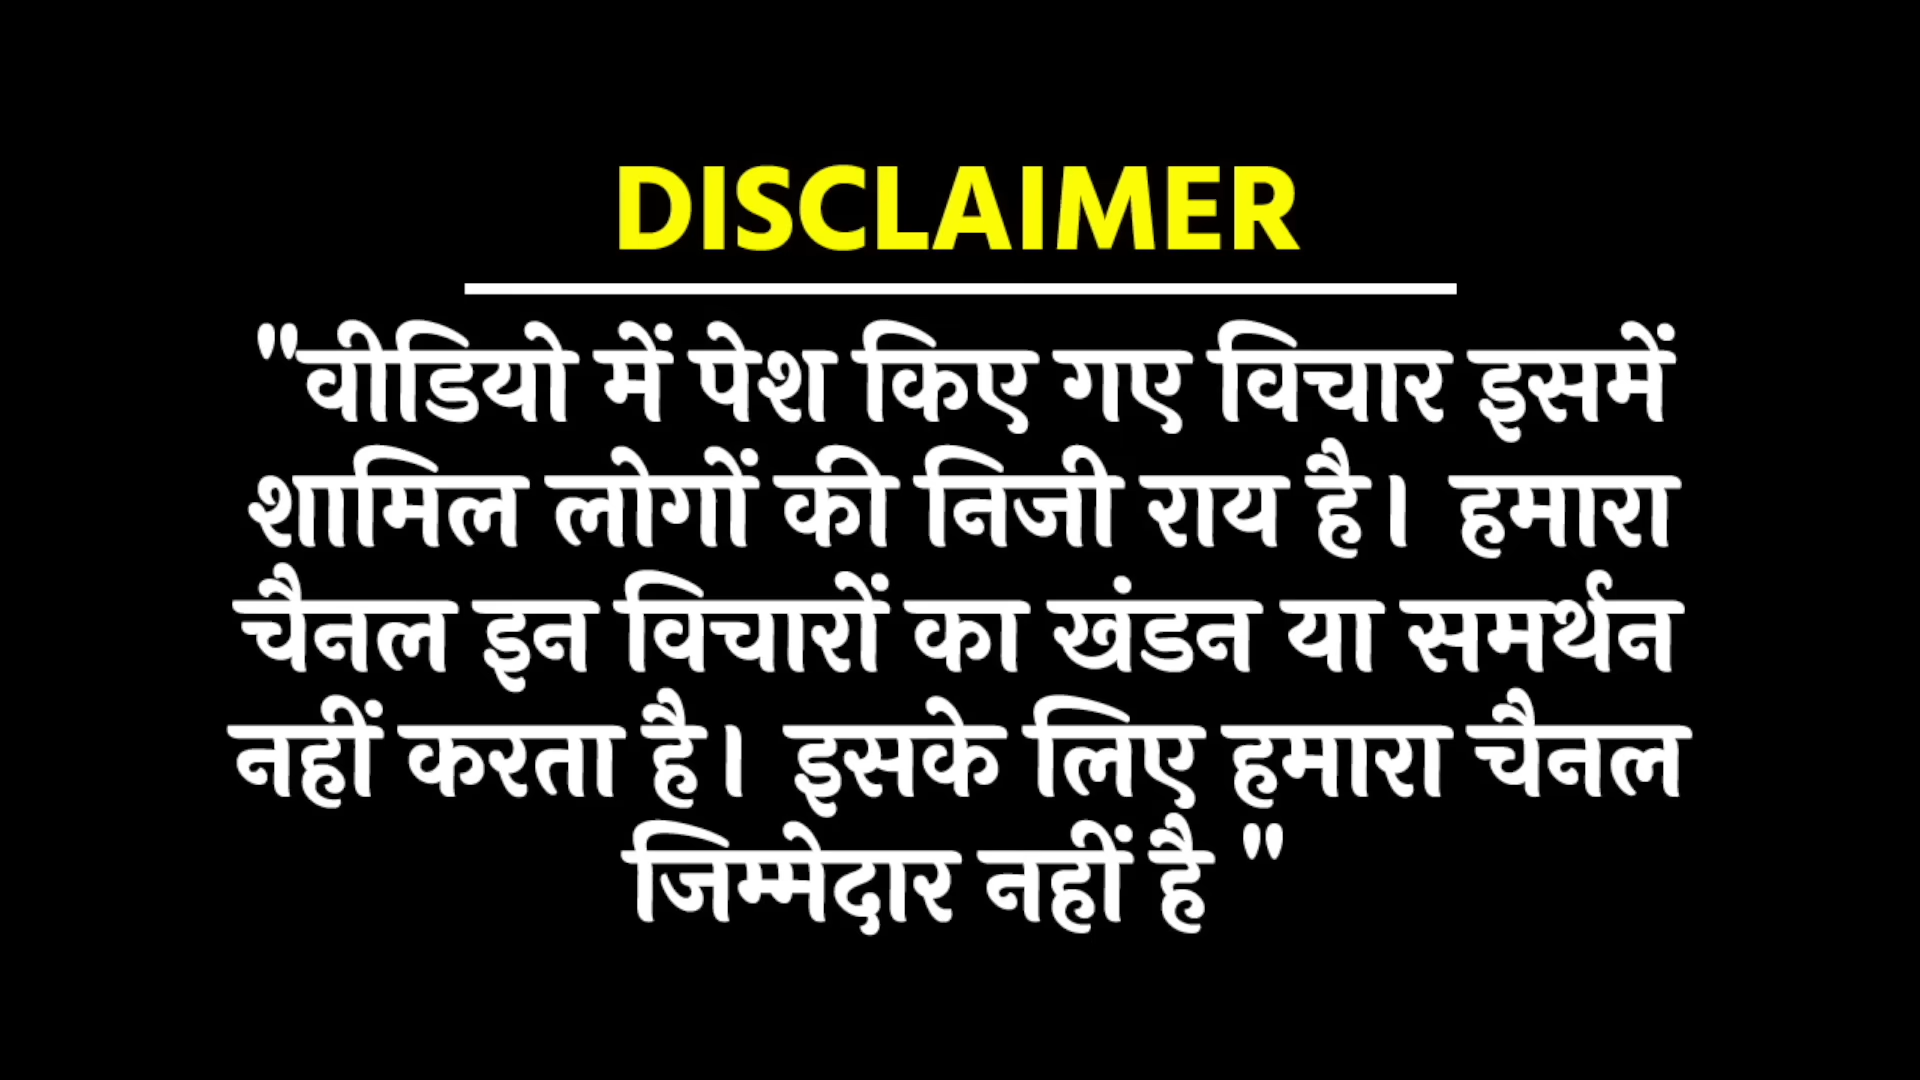 DISCLAIMER
"वीडियो में पेश किए गए विचार इसमें
शामिल लोगों की निजी राय है। हमारा
चैनल इन विचारों का खंडन या समर्थन
नहीं करता है। इसके लिए हमारा चैनल
जिम्मेदार नहीं है "